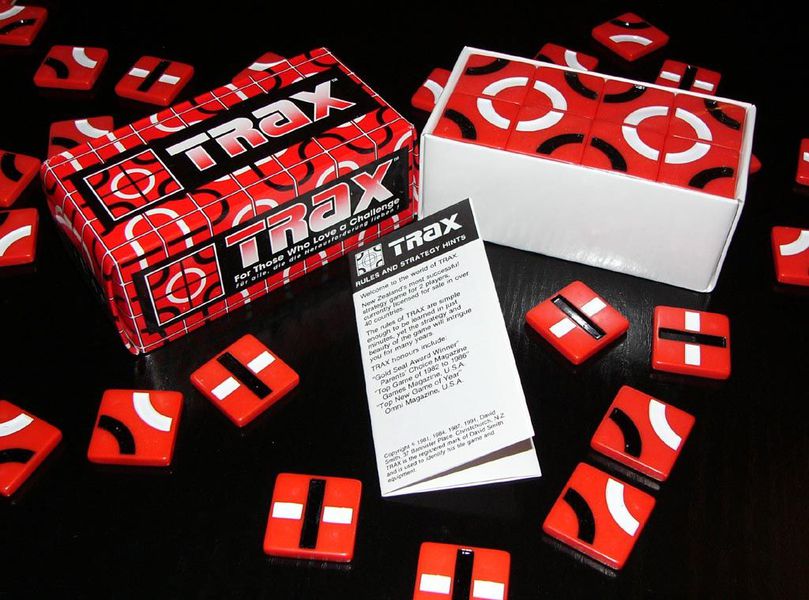 TRAX™
TRAX™
For Those Who Love a Challenge
Für alle, die die Herausforderung lieben!
TRAX
RULES AND STRATEGY HINTS
Welcome to the world of TRAX.
New Zealand's most successful
strategy game for 2 players,
currently licensed for sale in over
40 countries.
The rules of TRAX are simple
enough to be learned in just
minutes, yet the strategy and
beauty of the game will intrigue
you for many years.
TRAX honours include:
"Gold Seal Award Winner"
Parents' Choice Magazine
"Top Game of 1982 to 1986"
Games Magazine, U.S.A.
"Top New Game of Year"
Omni Magazine, U.S.A.
Copyright © 1981, 1984, 1987, 1991, David
Smith, 37 Banister Place, Christchurch, N.Z.
TRAX is the registered mark of David Smith
and is used to identify his tile game and
equipment.